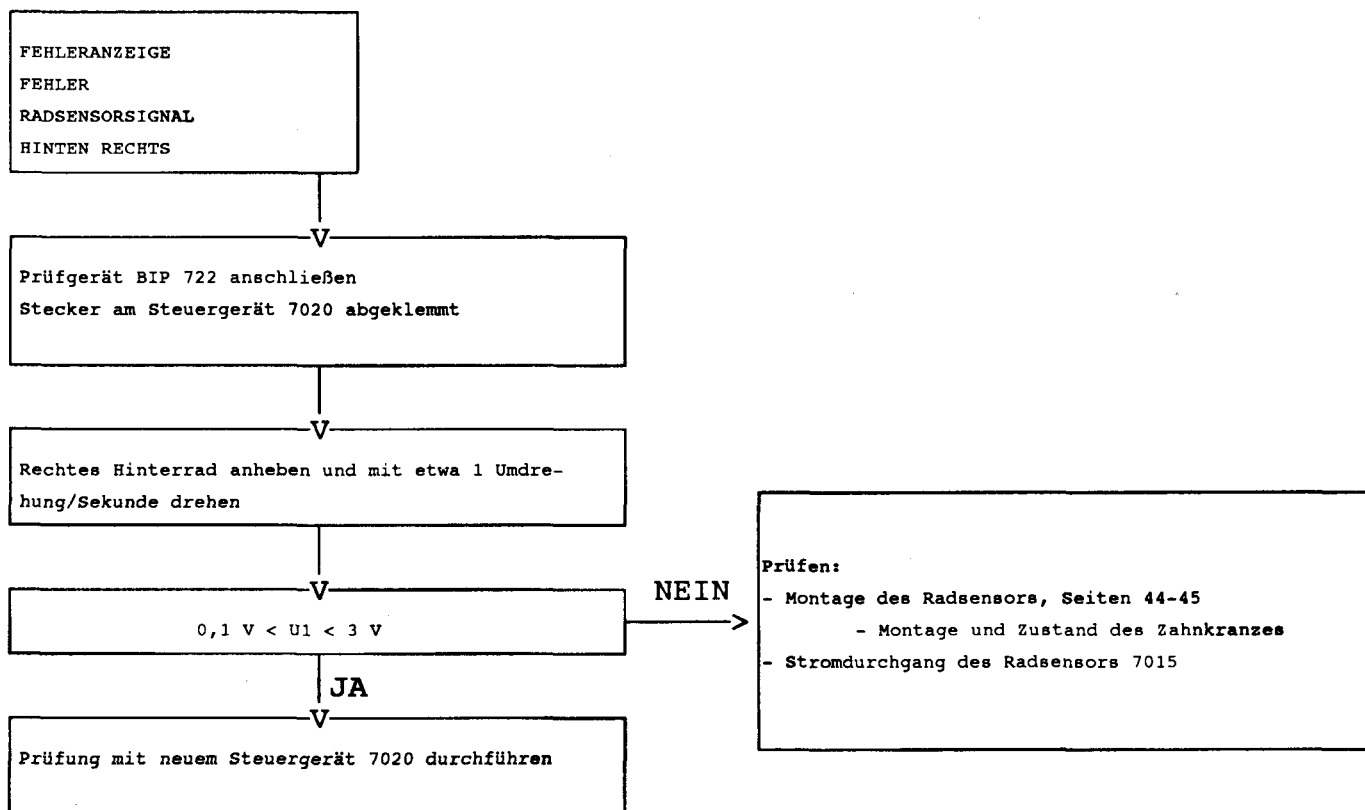 FEHLERANZEIGE
FEHLER
RADSENSORSIGNAL
HINTEN RECHTS
V
Prüfgerät BIP 722 anschließen
Stecker am Steuergerät 7020 abgeklemmt
V
Rechtes Hinterrad anheben und mit etwa 1 Umdre-
hung/Sekunde drehen
V
0,1 V < U1 < 3 V
NEIN
>
Prüfen:
- Montage des Radsensors, Seiten 44-45
- Montage und Zustand des Zahnkranzes
- Stromdurchgang des Radsensors 7015
JA
V
Prüfung mit neuem Steuergerät 7020 durchführen